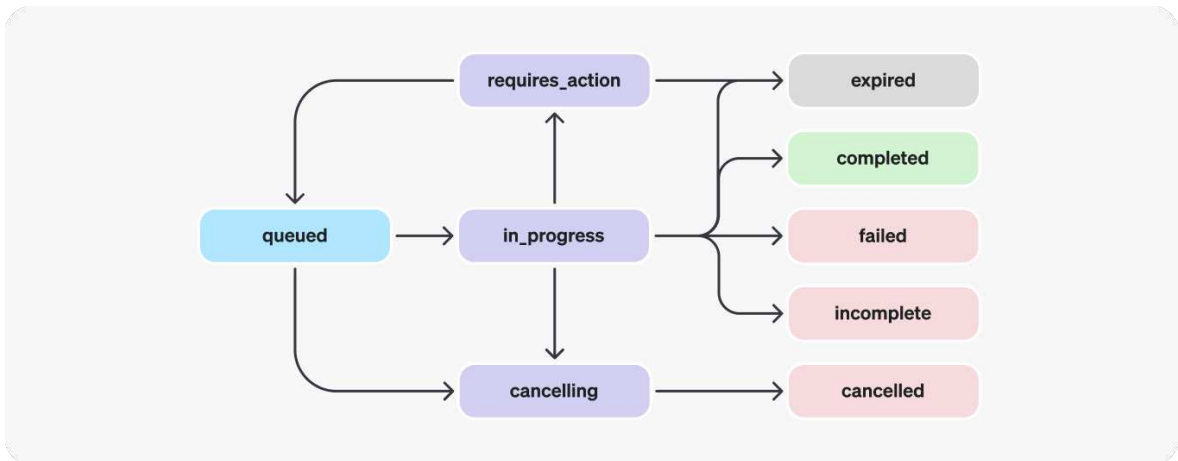 requires_action
expired
completed
queued
in_progress
failed
incomplete
cancelling
cancelled